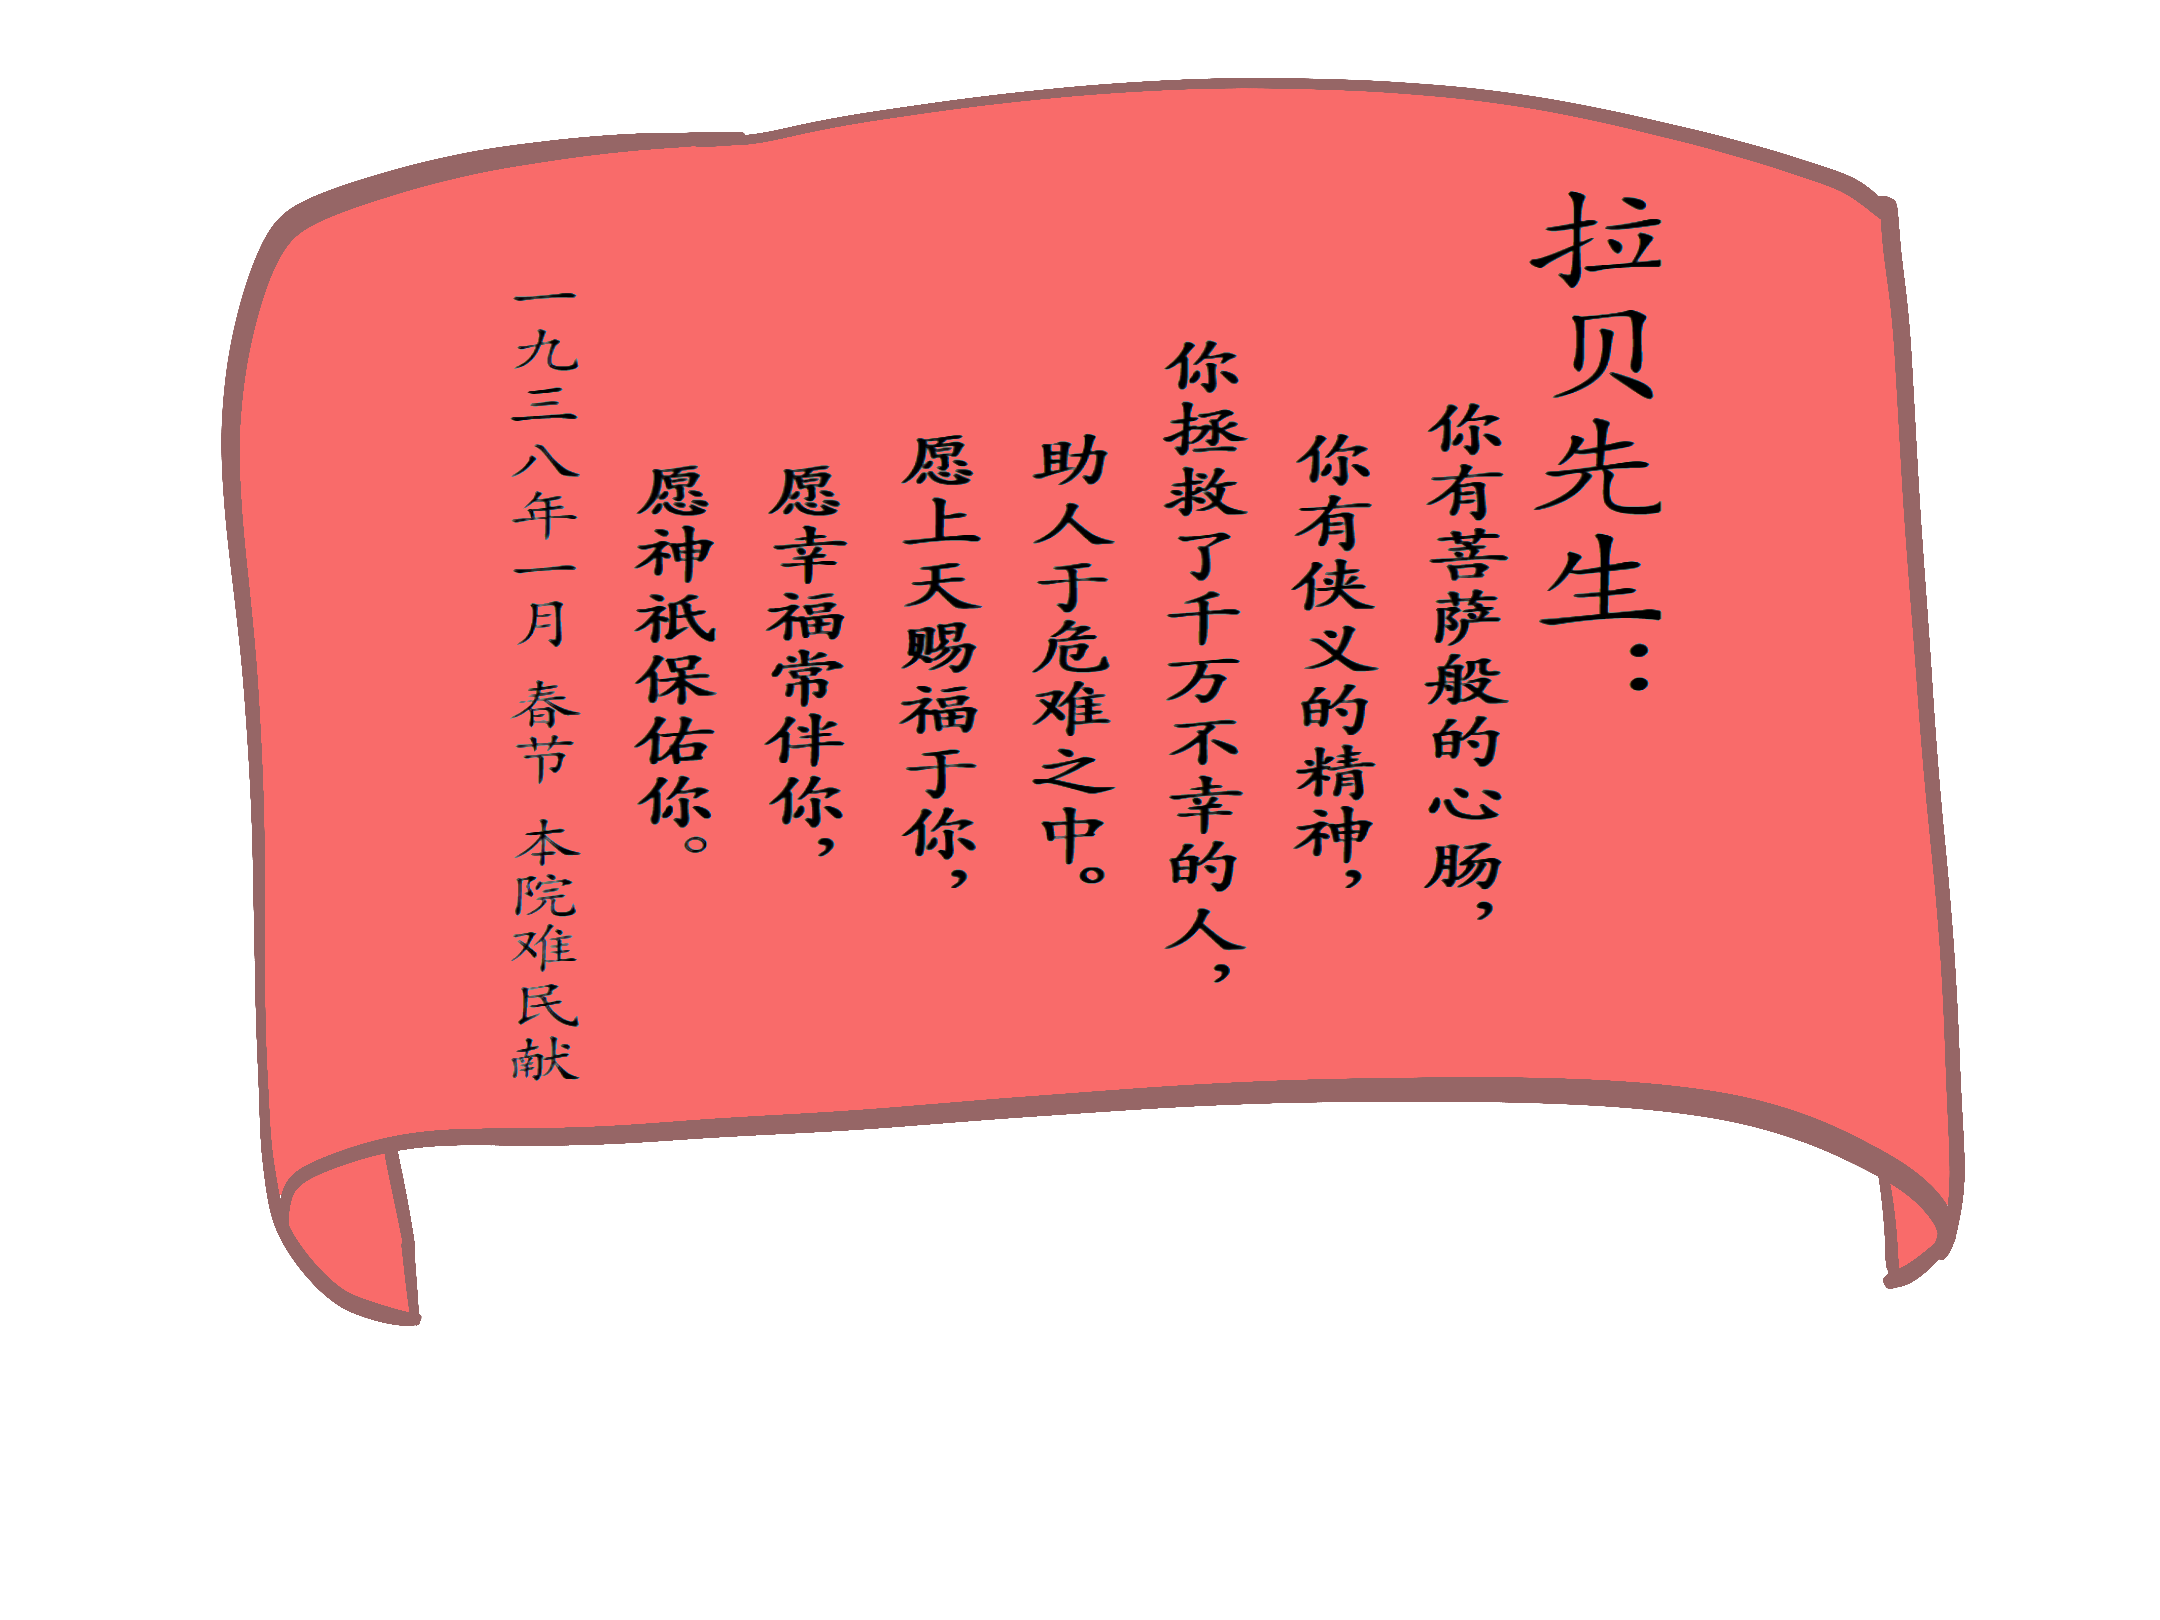 拉贝先生：
你有菩萨般的心肠，
你有侠义的精神，
你拯救了千万不幸的人，
助人于危难之中。
愿上天赐福于你，
愿幸福常伴你，
愿神祇保佑你。
一九三八年一月 春节 本院难民献